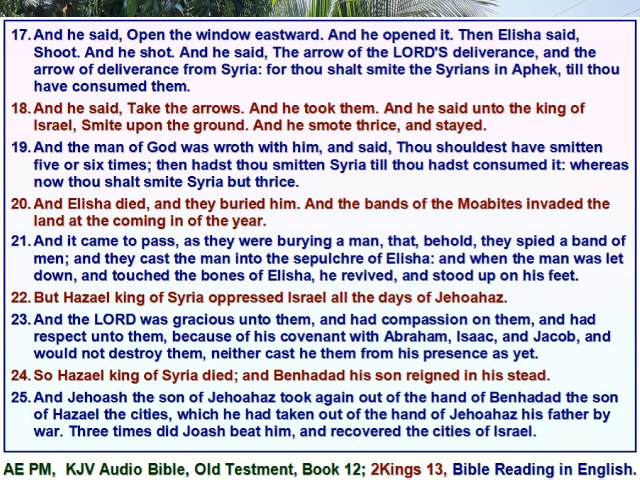 17. And he said, Open the window eastward. And he opened it. Then Elisha said,
Shoot. And he shot. And he said, The arrow of the LORD'S deliverance, and the
arrow of deliverance from Syria: for thou shalt smite the Syrians in Aphek, till thou
have consumed them.
18. And he said, Take the arrows. And he took them. And he said unto the king of
Israel, Smite upon the ground. And he smote thrice, and stayed.
19. And the man of God was wroth with him, and said, Thou shouldest have smitten
five or six times; then hadst thou smitten Syria till thou hadst consumed it: whereas
now thou shalt smite Syria but thrice.
20. And Elisha died, and they buried him. And the bands of the Moabites invaded the
land at the coming in of the year.
21. And it came to pass, as they were burying a man, that, behold, they spied a band of
men; and they cast the man into the sepulchre of Elisha: and when the man was let
down, and touched the bones of Elisha, he revived, and stood up on his feet.
22. But Hazael king of Syria oppressed Israel all the days of Jehoahaz.
23. And the LORD was gracious unto them, and had compassion on them, and had
respect unto them, because of his covenant with Abraham, Isaac, and Jacob, and
would not destroy them, neither cast he them from his presence as yet.
24. So Hazael king of Syria died; and Benhadad his son reigned in his stead.
25. And Jehoash the son of Jehoahaz took again out of the hand of Benhadad the son
of Hazael the cities, which he had taken out of the hand of Jehoahaz his father by
war. Three times did Joash beat him, and recovered the cities of Israel.
AE PM, KJV Audio Bible, Old Testment, Book 12; 2Kings 13, Bible Reading in English.